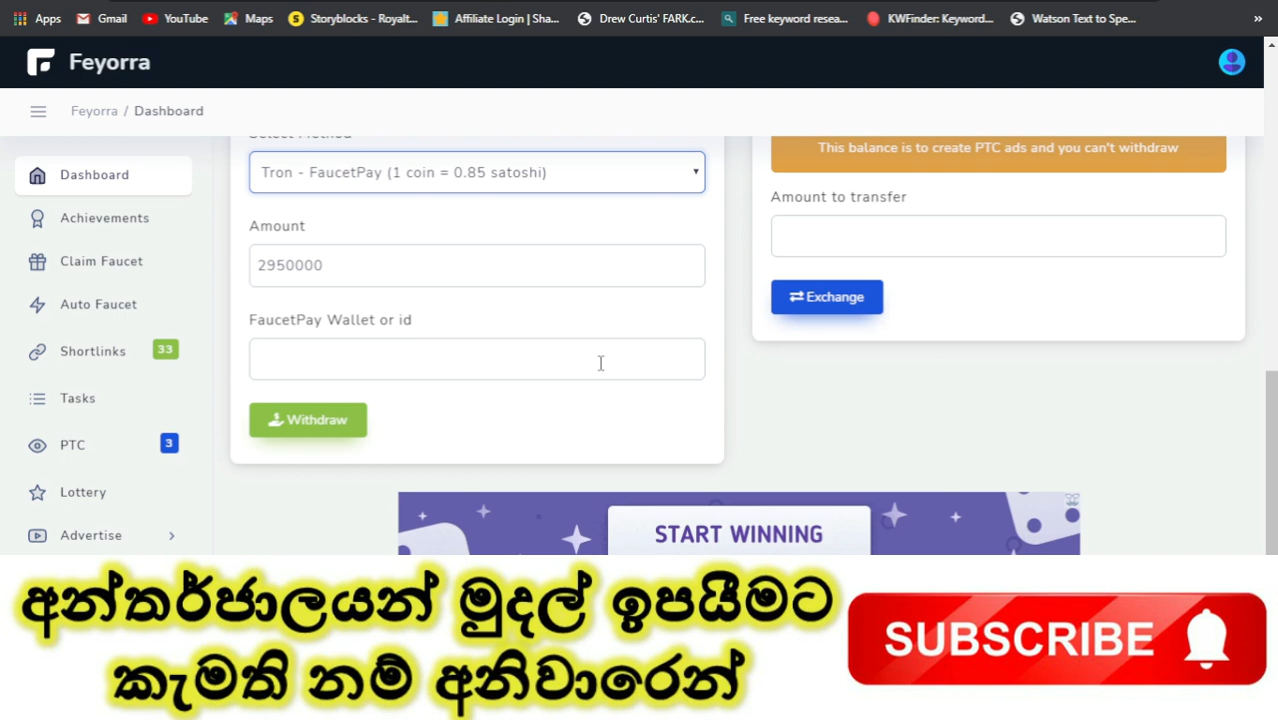 Apps Gmail YouTube Maps Storyblocks - Royalt... Affiliate Login | Sha... Drew Curtis' FARK.c... Free keyword resea... KWFinder: Keyword... Watson Text to Spe... »
Feyorra
Feyorra / Dashboard
Select Method
Tron - FaucetPay (1 coin = 0.85 satoshi)
Amount
2950000
FaucetPay Wallet or id
Withdraw
This balance is to create PTC ads and you can't withdraw
Amount to transfer
Exchange
Dashboard
Achievements
Claim Faucet
Auto Faucet
Shortlinks 33
Tasks
PTC 3
Lottery
Advertise
START WINNING
අන්තර්ජාලයන් මුදල් ඉපයීමට
කැමති නම් අනිවාරෙන්
SUBSCRIBE